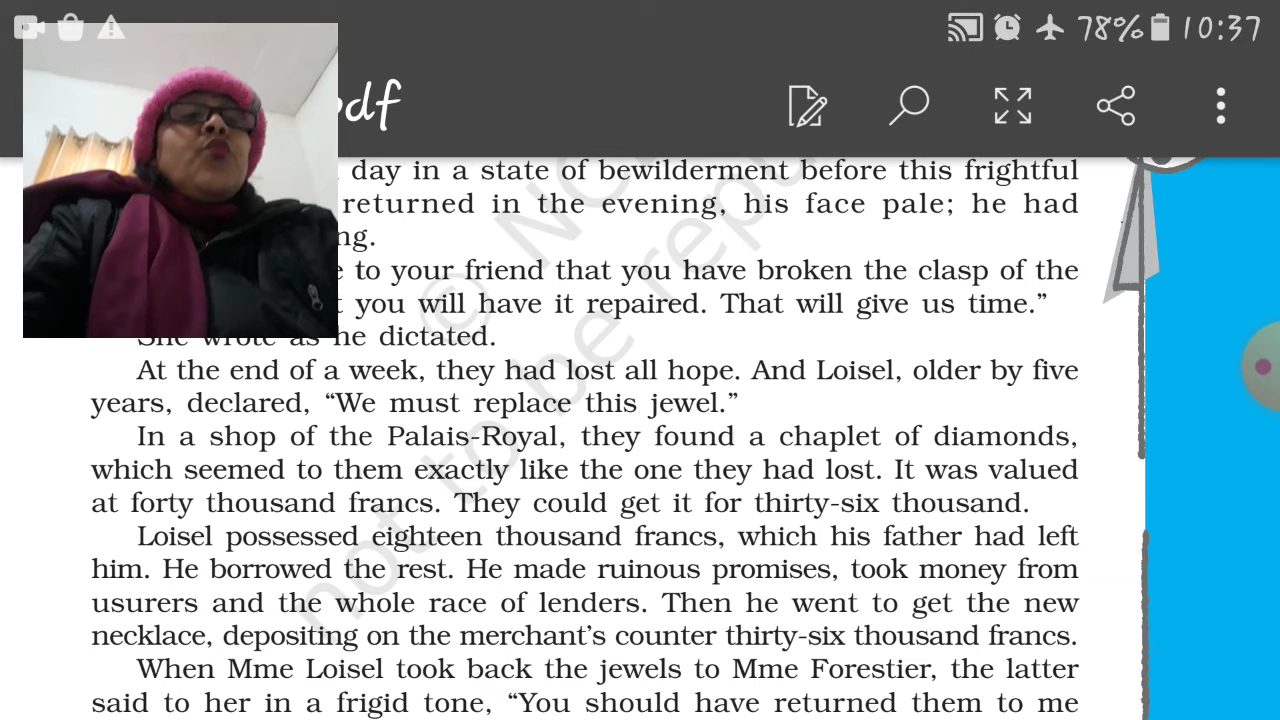 78% 10:37
pdf
day in a state of bewilderment before this frightful
returned in the evening, his face pale; he had
to your friend that you have broken the clasp of the
you will have it repaired. That will give us time.”
She wrote as he dictated.
At the end of a week, they had lost all hope. And Loisel, older by five
years, declared, “We must replace this jewel.”
In a shop of the Palais-Royal, they found a chaplet of diamonds,
which seemed to them exactly like the one they had lost. It was valued
at forty thousand francs. They could get it for thirty-six thousand.
Loisel possessed eighteen thousand francs, which his father had left
him. He borrowed the rest. He made ruinous promises, took money from
usurers and the whole race of lenders. Then he went to get the new
necklace, depositing on the merchant’s counter thirty-six thousand francs.
When Mme Loisel took back the jewels to Mme Forestier, the latter
said to her in a frigid tone, “You should have returned them to me
©
not to be